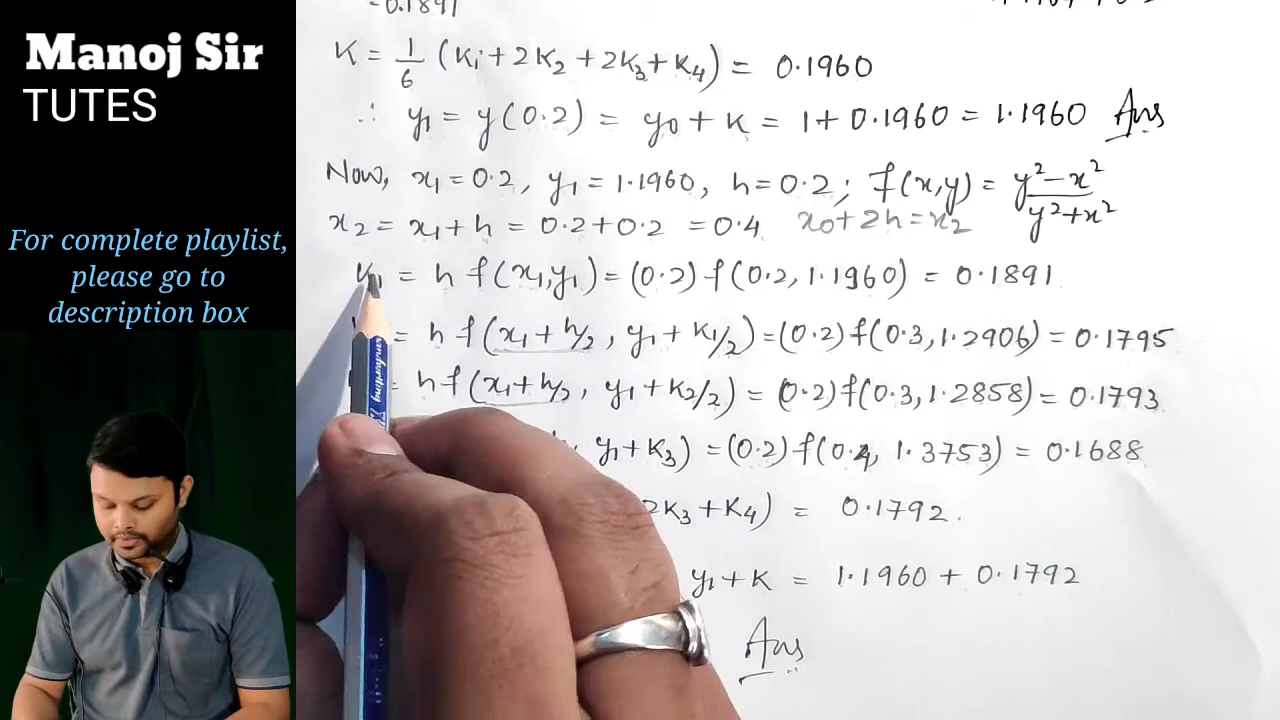 Manoj Sir
TUTES
For complete playlist,
please go to
description box
= 0.1891
K = 1/6 (K1 + 2K2 + 2K3 + K4) = 0.1960
∴ y1 = y(0.2) = y0 + K = 1 + 0.1960 = 1.1960 Ans
Now, x1 = 0.2, y1 = 1.1960, h = 0.2; f(x,y) = y²-x²/y²+x²
x2 = x1 + h = 0.2 + 0.2 = 0.4 x0 + 2h = x2
K1 = h f(x1, y1) = (0.2) f(0.2, 1.1960) = 0.1891
= h f(x1 + h/2, y1 + K1/2) = (0.2) f(0.3, 1.2906) = 0.1795
= h f(x1 + h/2, y1 + K2/2) = (0.2) f(0.3, 1.2858) = 0.1793
, y1 + K3) = (0.2) f(0.4, 1.3753) = 0.1688
2K3 + K4) = 0.1792.
y1 + K = 1.1960 + 0.1792
Ans